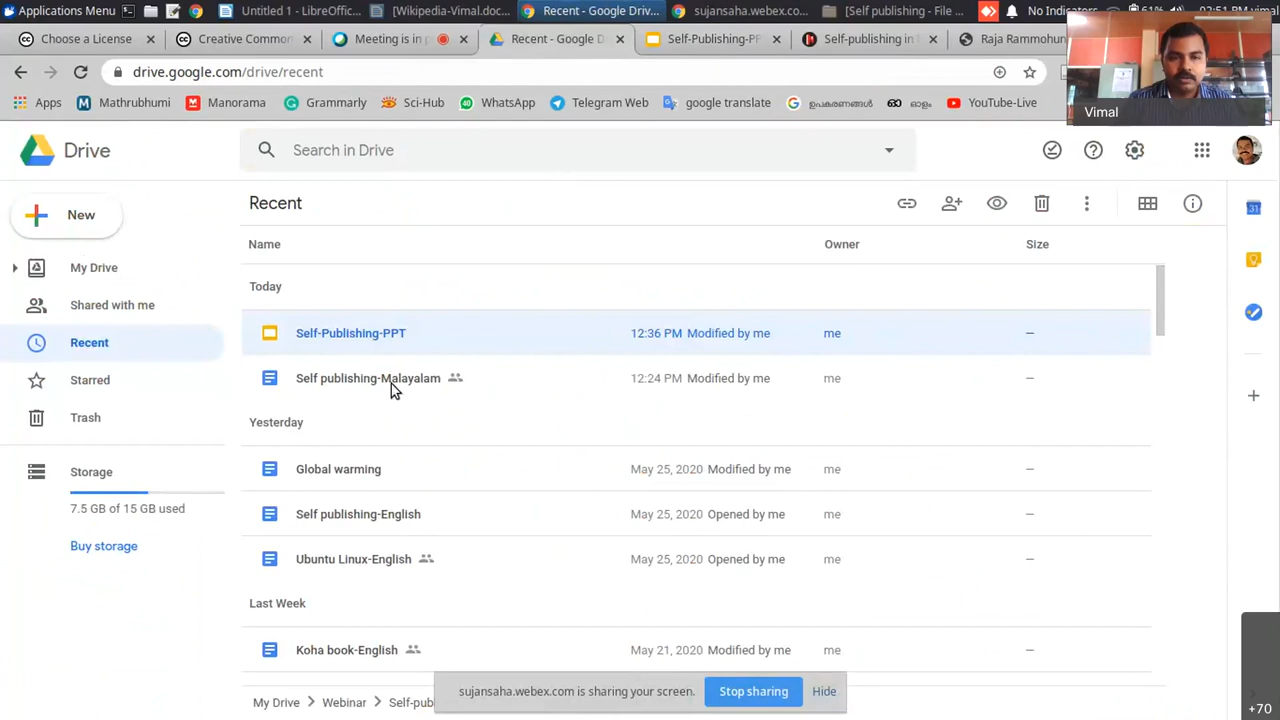 Applications Menu
Untitled 1 - LibreOffic...
[Wikipedia-Vimal.doc...
Recent - Google Driv...
sujansaha.webex.co...
[Self publishing - File ...
No Indicators
61%
Choose a License
Creative Common
Meeting is in p
Recent - Google D
Self-Publishing-PP
Self-publishing in
Raja Rammohun
drive.google.com/drive/recent
Apps
Mathrubhumi
Manorama
Grammarly
Sci-Hub
WhatsApp
Telegram Web
google translate
ഉപകരണങ്ങൾ
ഓളം
YouTube-Live
Vimal
Drive
Search in Drive
New
Recent
My Drive
Shared with me
Recent
Starred
Trash
Storage
7.5 GB of 15 GB used
Buy storage
Name Owner Size
Today
Self-Publishing-PPT 12:36 PM Modified by me me –
Self publishing-Malayalam 12:24 PM Modified by me me –
Yesterday
Global warming May 25, 2020 Modified by me me –
Self publishing-English May 25, 2020 Opened by me me –
Ubuntu Linux-English May 25, 2020 Opened by me me –
Last Week
Koha book-English May 21, 2020 Modified by me me –
My Drive > Webinar > Self-pub
sujansaha.webex.com is sharing your screen. Stop sharing Hide
31
+70